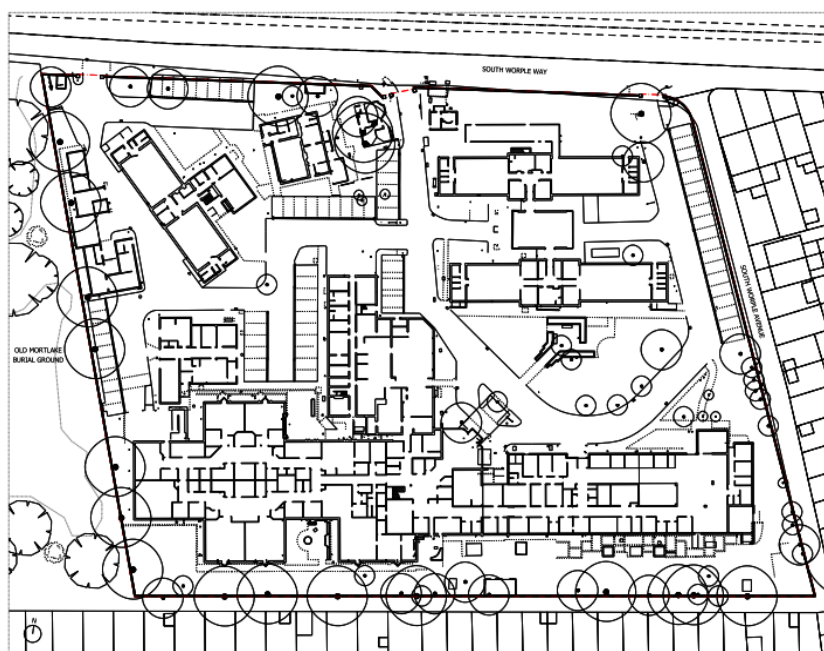 SOUTH WORPLE WAY
SOUTH WORPLE AVENUE
OLD MORTLAKE
BURIAL GROUND
N